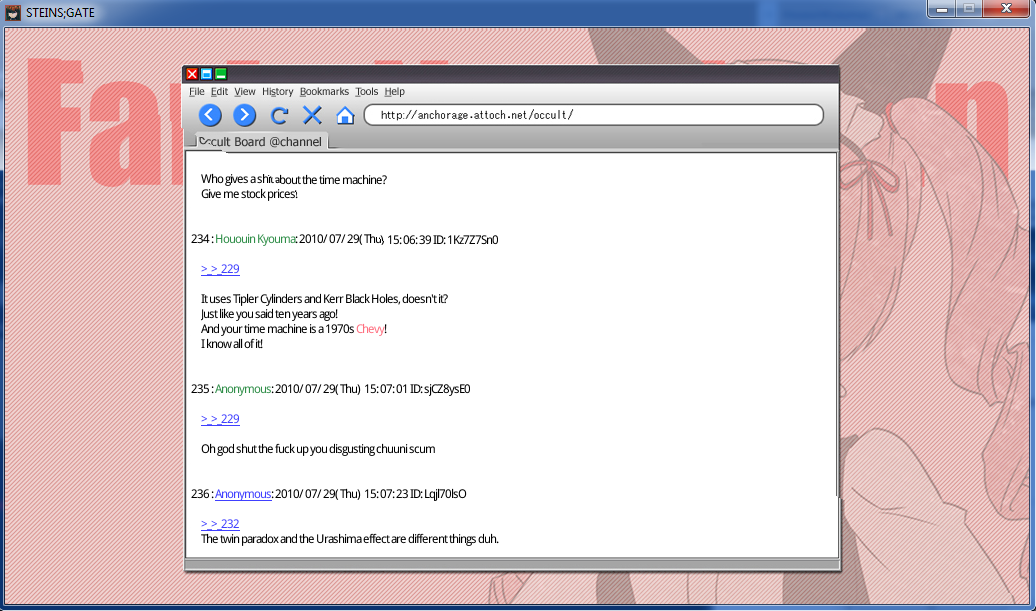 STEINS;GATE
File Edit View History Bookmarks Tools Help
http://anchorage.attoch.net/occult/
Occult Board @channel
Who gives a shit about the time machine?
Give me stock prices!
234 : Hououin Kyouma: 2010/ 07/ 29( Thu) 15: 06: 39 ID: 1Kz7Z7Sn0
>_>_229
It uses Tipler Cylinders and Kerr Black Holes, doesn't it?
Just like you said ten years ago!
And your time machine is a 1970s Chevy!
I know all of it!
235 : Anonymous: 2010/ 07/ 29( Thu) 15: 07: 01 ID: sjCZ8ysE0
>_>_229
Oh god shut the fuck up you disgusting chuuni scum
236 : Anonymous: 2010/ 07/ 29( Thu) 15: 07: 23 ID: Lqjl70lsO
>_>_232
The twin paradox and the Urashima effect are different things duh.